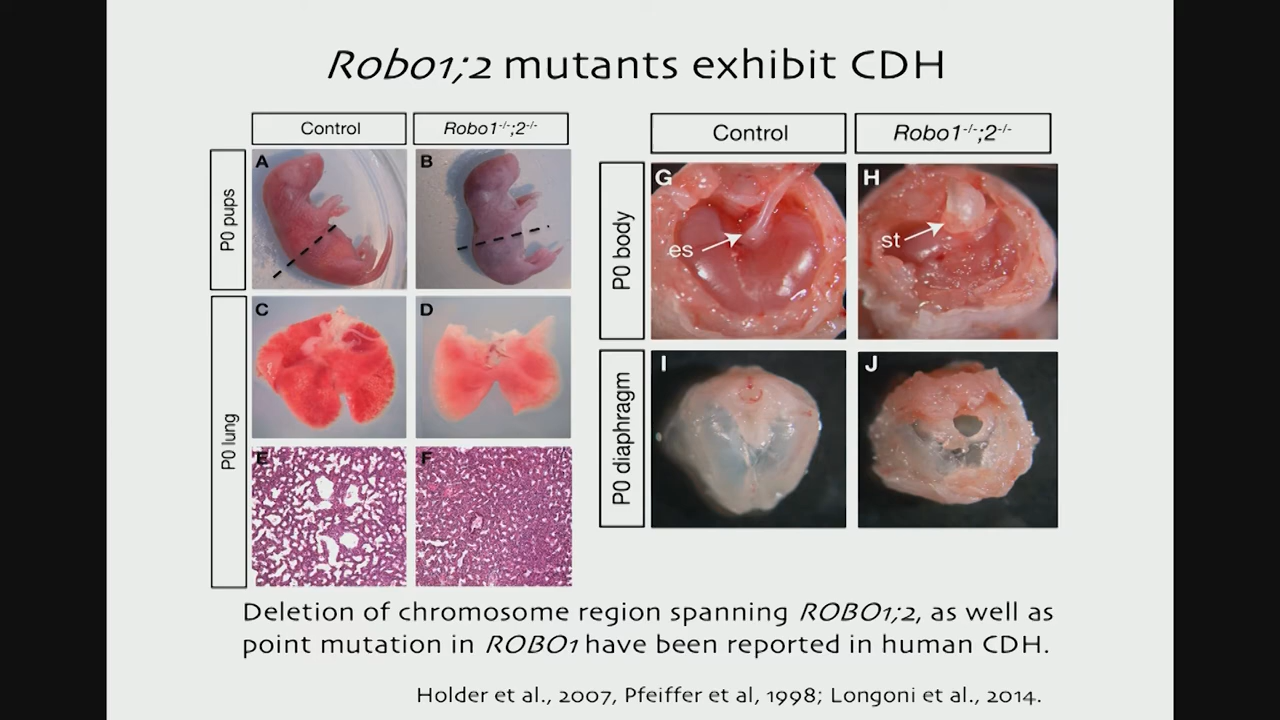 Robo1;2 mutants exhibit CDH
Control
Robo1-/-;2-/-
P0 pups
A
B
P0 lung
C
D
E
F
Control
Robo1-/-;2-/-
P0 body
G
es
H
st
P0 diaphragm
I
J
Deletion of chromosome region spanning ROBO1;2, as well as
point mutation in ROBO1 have been reported in human CDH.
Holder et al., 2007, Pfeiffer et al, 1998; Longoni et al., 2014.